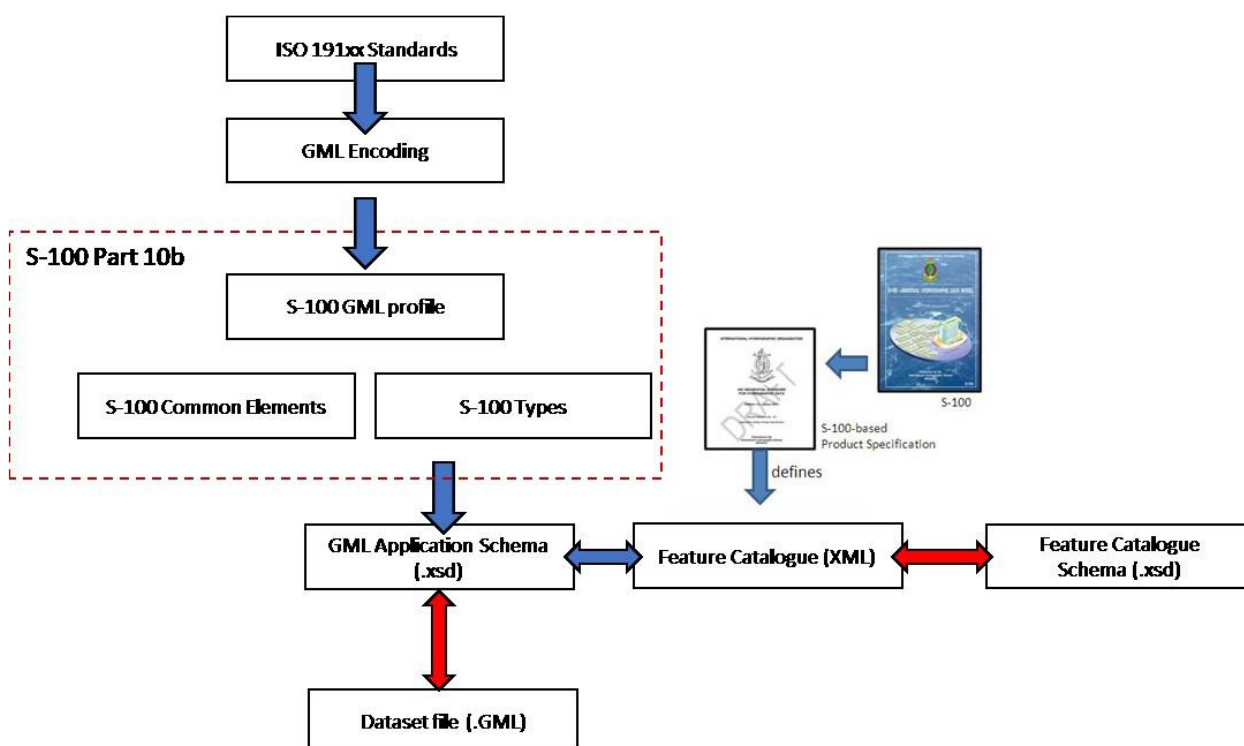 ISO 191xx Standards
GML Encoding
S-100 Part 10b
S-100 GML profile
S-100 Common Elements
S-100 Types
DRAFT
S-100
S-100-based
Product Specification
defines
GML Application Schema
(.xsd)
Feature Catalogue (XML)
Feature Catalogue
Schema (.xsd)
Dataset file (.GML)